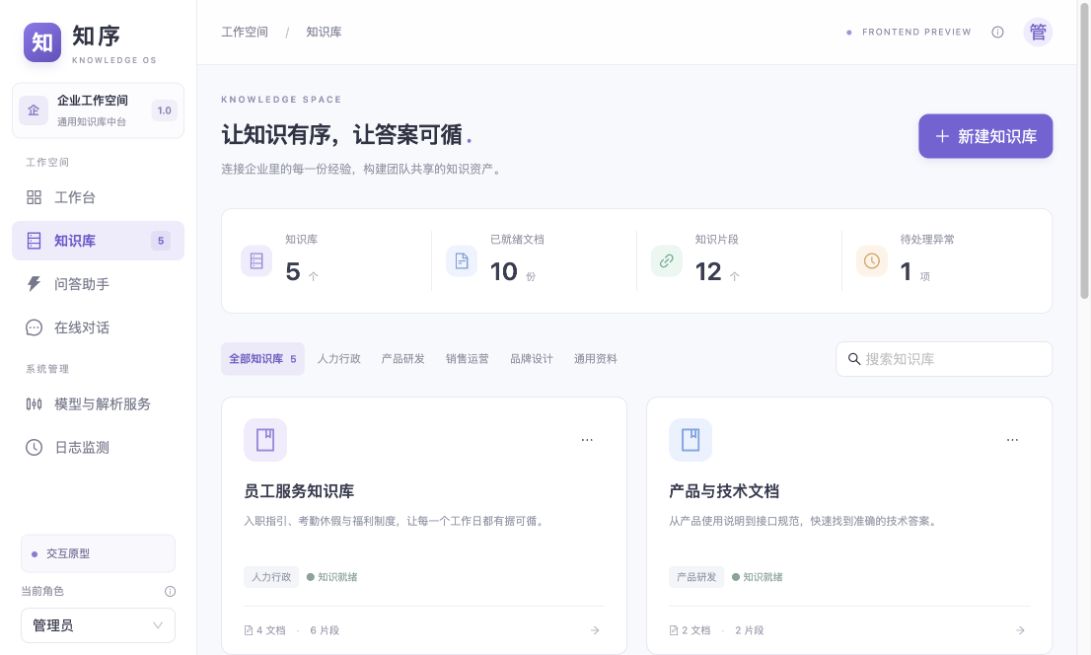 知
知序
KNOWLEDGE OS
企
企业工作空间
通用知识库中台
1.0
工作空间
工作台
知识库 5
问答助手
在线对话
系统管理
模型与解析服务
日志监测
交互原型
当前角色
管理员
工作空间 / 知识库
FRONTEND PREVIEW
管
KNOWLEDGE SPACE
让知识有序，让答案可循.
连接企业里的每一份经验，构建团队共享的知识资产。
新建知识库
知识库
5 个
已就绪文档
10 份
知识片段
12 个
待处理异常
1 项
全部知识库 5 人力行政 产品研发 销售运营 品牌设计 通用资料
搜索知识库
...
员工服务知识库
入职指引、考勤休假与福利制度，让每一个工作日都有据可循。
人力行政 知识就绪
4 文档 · 6 片段
...
产品与技术文档
从产品使用说明到接口规范，快速找到准确的技术答案。
产品研发 知识就绪
2 文档 · 2 片段